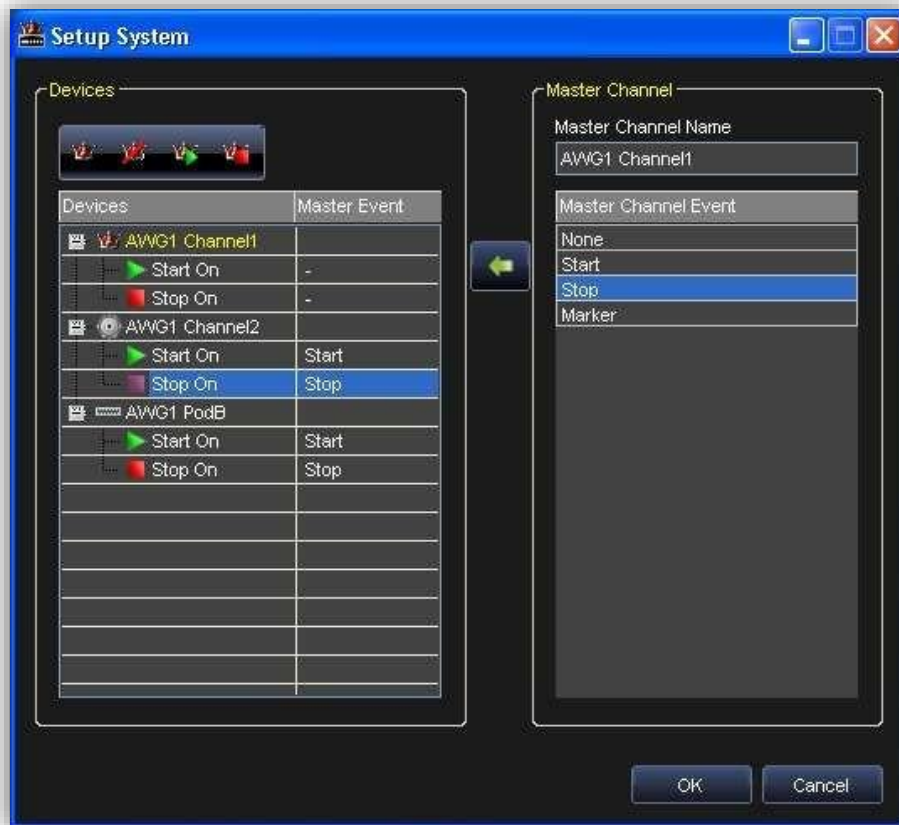 Setup System
Devices
Devices Master Event
AWG1 Channel1
Start On -
Stop On -
AWG1 Channel2
Start On Start
Stop On Stop
AWG1 PodB
Start On Start
Stop On Stop
Master Channel
Master Channel Name
AWG1 Channel1
Master Channel Event
None
Start
Stop
Marker
OK Cancel